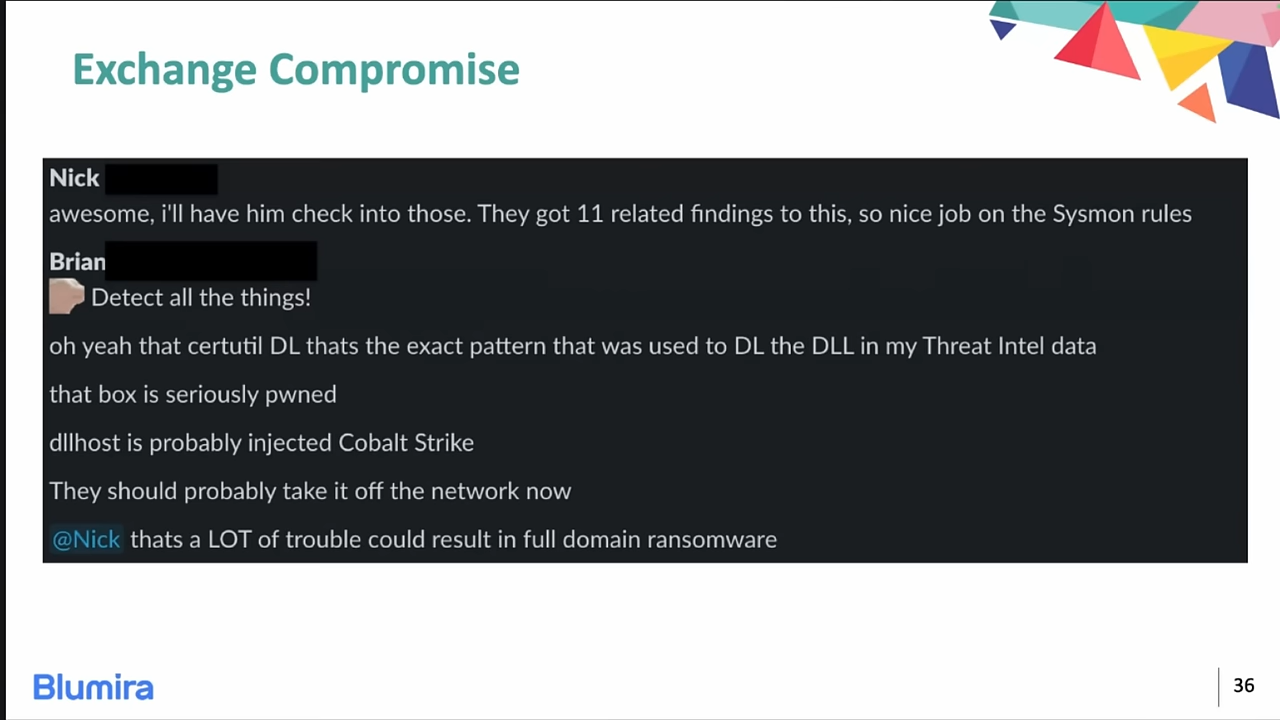 Exchange Compromise
Nick
awesome, i'll have him check into those. They got 11 related findings to this, so nice job on the Sysmon rules
Brian
Detect all the things!
oh yeah that certutil DL thats the exact pattern that was used to DL the DLL in my Threat Intel data
that box is seriously pwned
dllhost is probably injected Cobalt Strike
They should probably take it off the network now
@Nick thats a LOT of trouble could result in full domain ransomware
Blumira
36